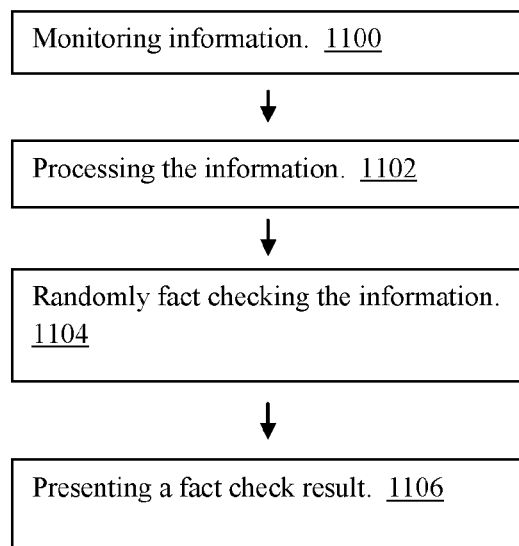 Monitoring information. 1100
Processing the information. 1102
Randomly fact checking the information.
1104
Presenting a fact check result. 1106